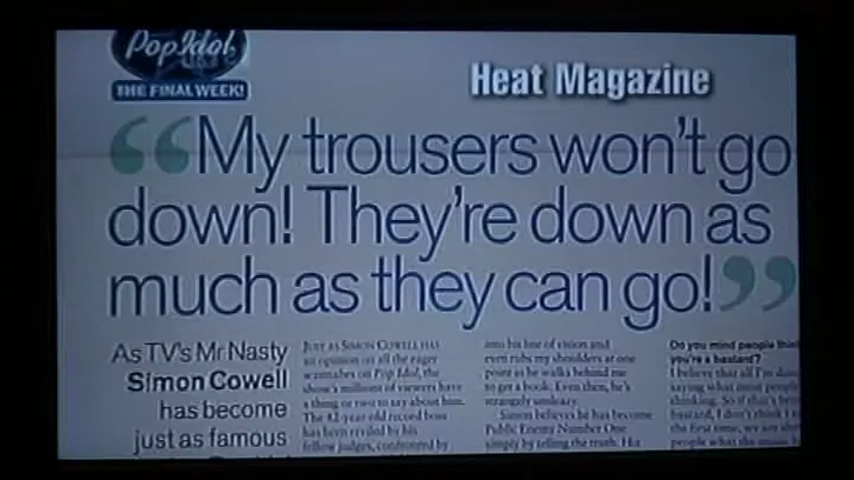 Pop Idol
THE FINAL WEEK!
Heat Magazine
“My trousers won't go
down! They're down as
much as they can go!”
As TV's Mr Nasty
Simon Cowell
has become
just as famous
JUST AS SIMON COWELL HAS
an opinion on all the eager
wannabes on Pop Idol, the
show's millions of viewers have
a thing or two to say about him.
The 42-year-old record boss
has been reviled by his
fellow judges, confronted by
into his line of vision and
even rubs my shoulders at one
point as he walks behind me
to get a book. Even then, he's
strangely unsleazy.
Simon believes he has become
Public Enemy Number One
simply by telling the truth. His
Do you mind people think
you're a bastard?
I believe that all I'm
saying what most people
thinking. So if that's
bastard, I don't think I
the first time, we are
people what the music